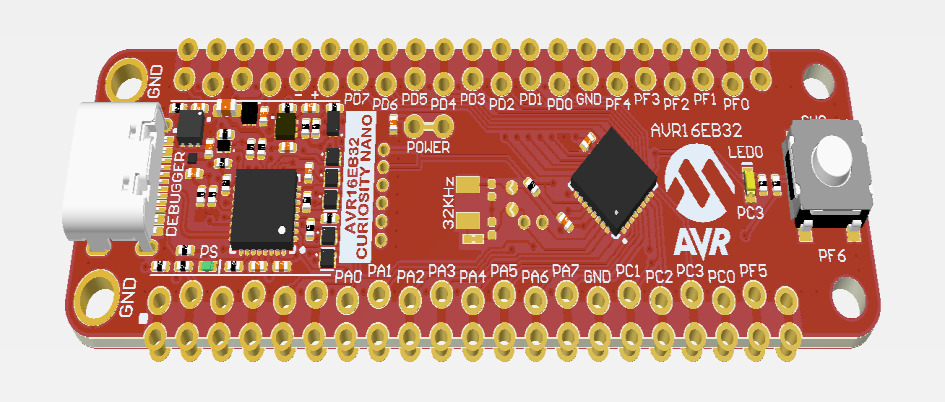 GND
- +
PD7
PD6
PD5
PD4
PD3
PD2
PD1
PD0
GND
PF4
PF3
PF2
PF1
PF0
POWER
AVR16EB32
CURIOSITY NANO
DEBUGGER
AVR16EB32
LED0
PC3
32KHz
AVR
PS
PF6
GND
PA0
PA1
PA2
PA3
PA4
PA5
PA6
PA7
GND
PC1
PC2
PC3
PC0
PF5